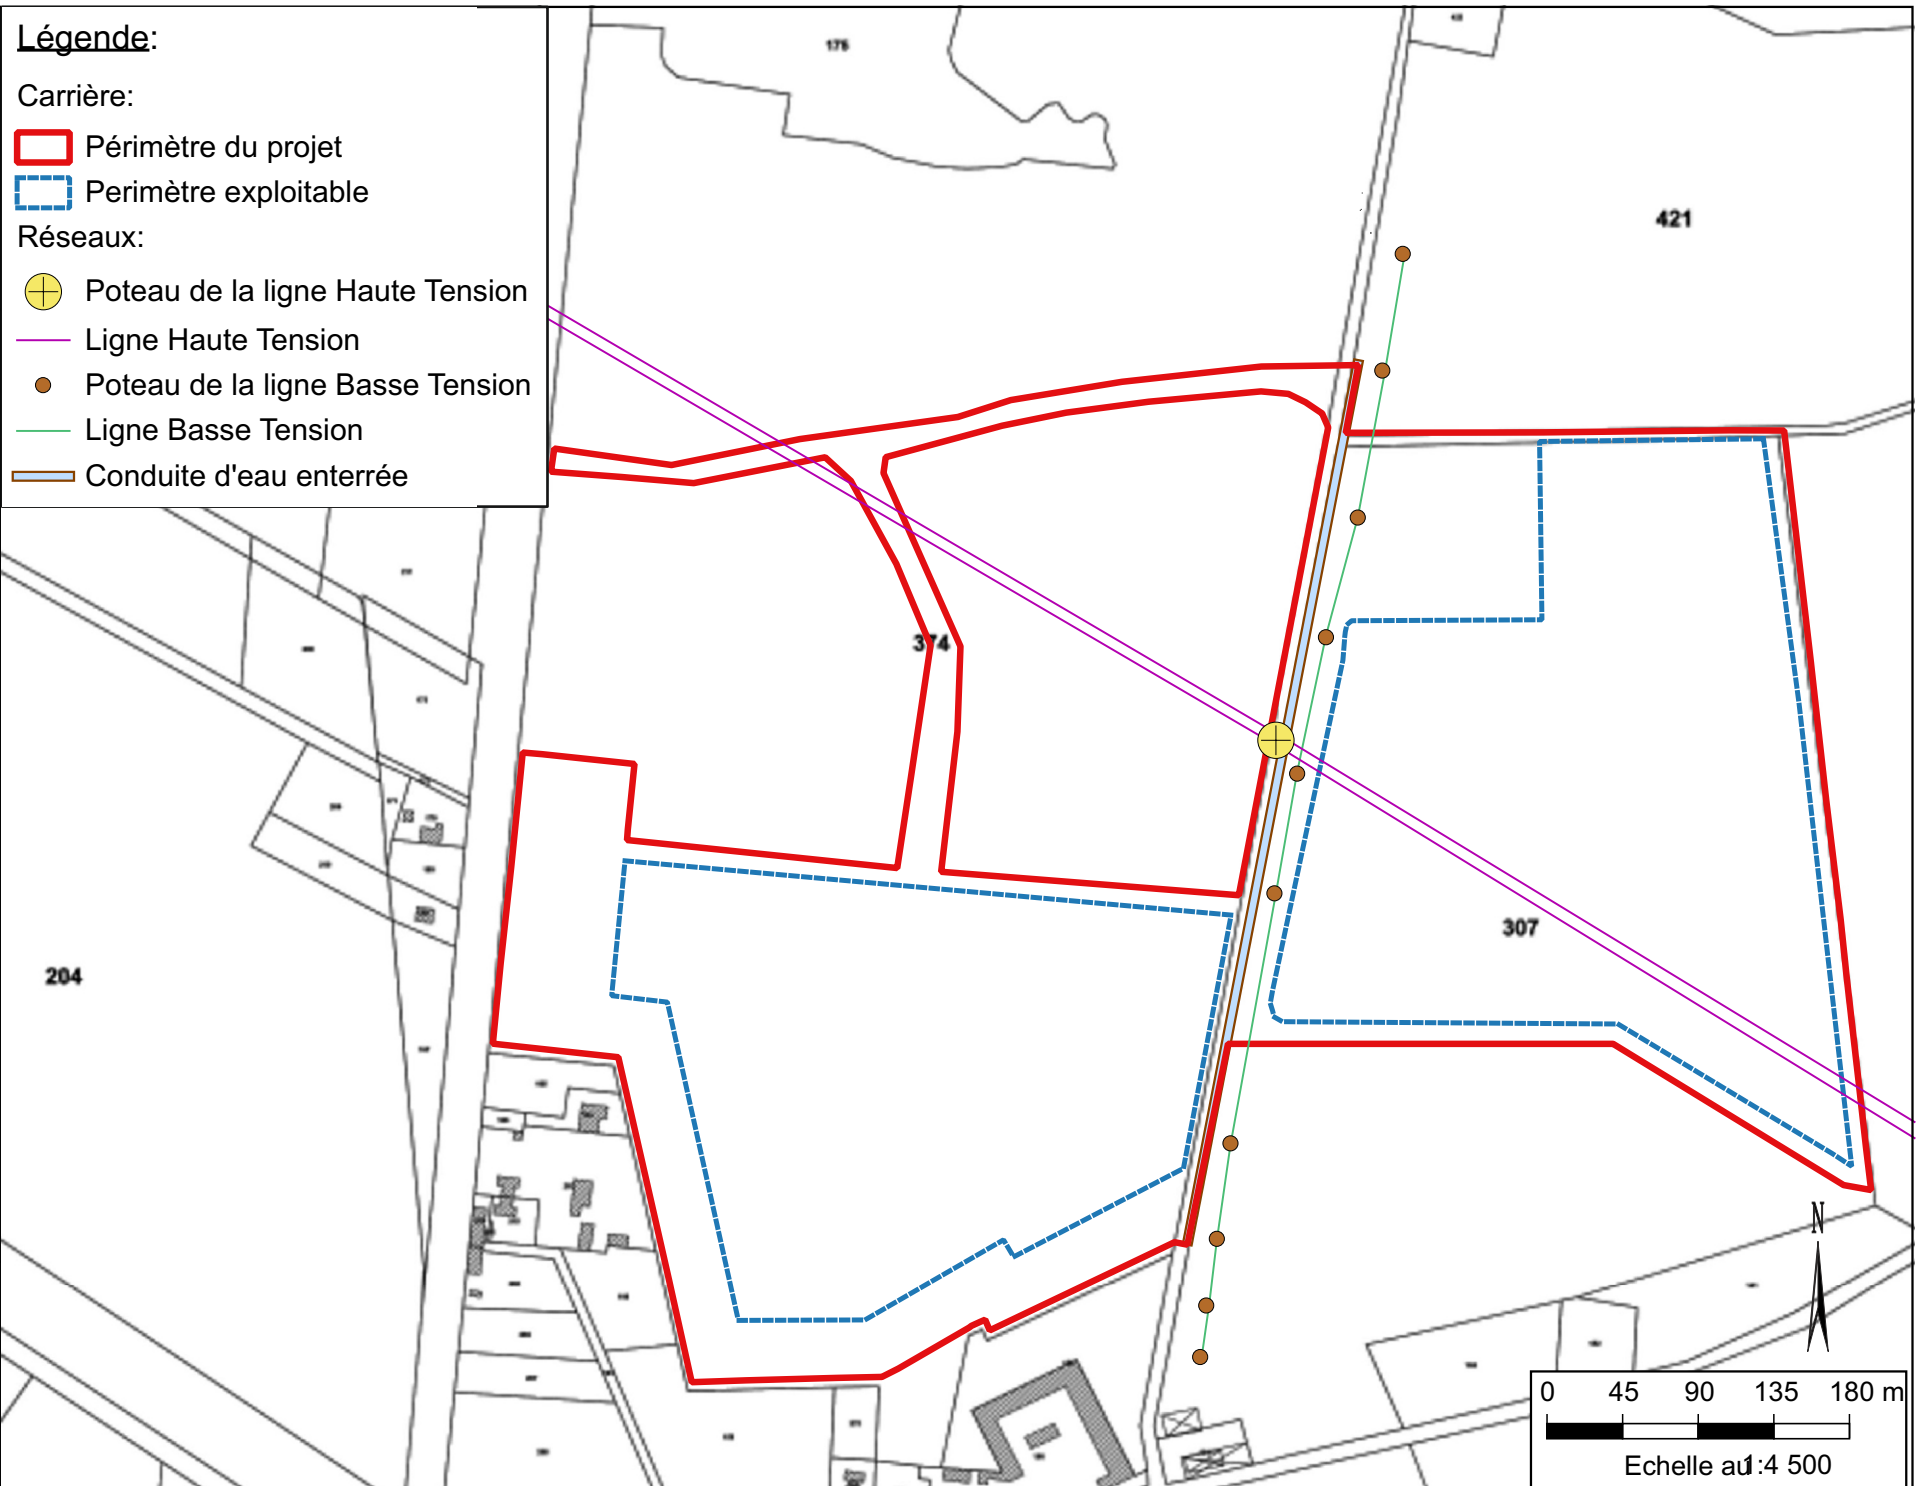 Légende:
Carrière:
Périmètre du projet
Perimètre exploitable
Réseaux:
Poteau de la ligne Haute Tension
Ligne Haute Tension
Poteau de la ligne Basse Tension
Ligne Basse Tension
Conduite d'eau enterrée
175
421
374
307
204
N
0 45 90 135 180 m
Echelle au 1:4 500